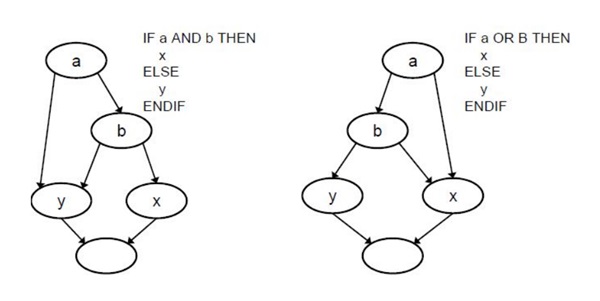 IF a AND b THEN
x
ELSE
y
ENDIF
a
b
y
x
IF a OR B THEN
x
ELSE
y
ENDIF
a
b
y
x